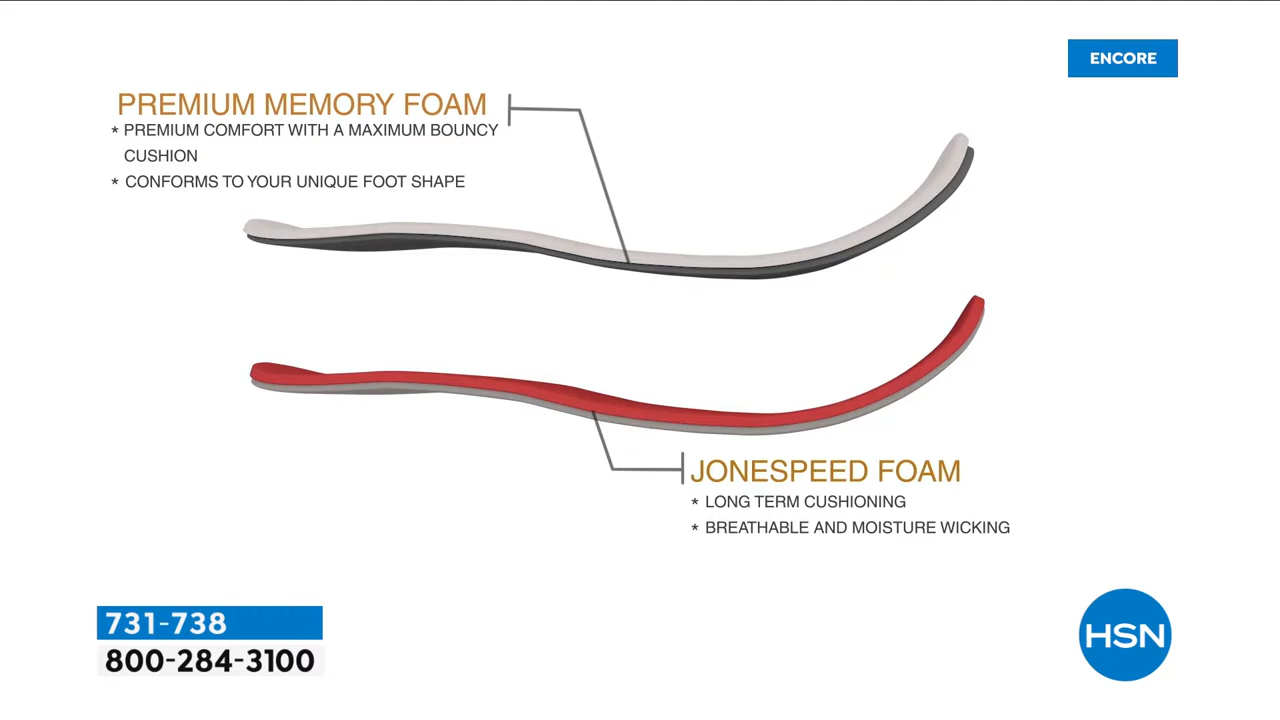 ENCORE
PREMIUM MEMORY FOAM
* PREMIUM COMFORT WITH A MAXIMUM BOUNCY
CUSHION
* CONFORMS TO YOUR UNIQUE FOOT SHAPE
JONESPEED FOAM
* LONG TERM CUSHIONING
* BREATHABLE AND MOISTURE WICKING
731-738
800-284-3100
HSN